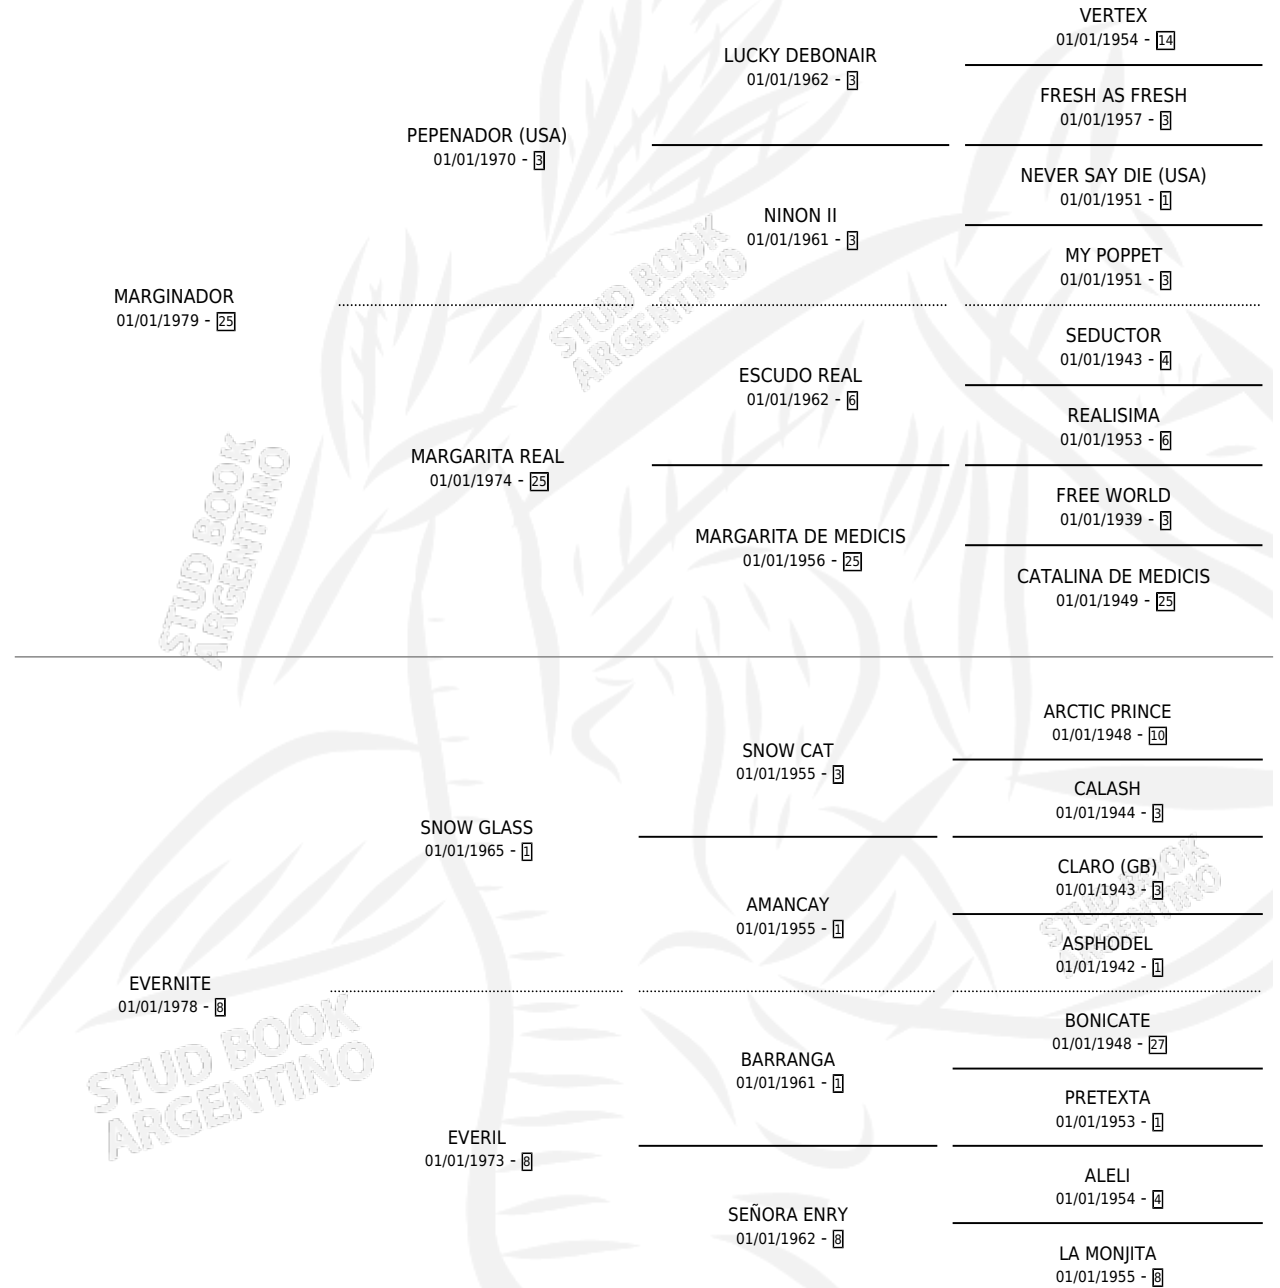 VERTEX
01/01/1954 - 14
LUCKY DEBONAIR
01/01/1962 - 3
FRESH AS FRESH
01/01/1957 - 3
PEPENADOR (USA)
01/01/1970 - 3
NEVER SAY DIE (USA)
01/01/1951 - 1
NINON II
01/01/1961 - 3
MY POPPET
01/01/1951 - 3
MARGINADOR
01/01/1979 - 25
SEDUCTOR
01/01/1943 - 4
ESCUDO REAL
01/01/1962 - 6
REALISIMA
01/01/1953 - 6
MARGARITA REAL
01/01/1974 - 25
FREE WORLD
01/01/1939 - 3
MARGARITA DE MEDICIS
01/01/1956 - 25
CATALINA DE MEDICIS
01/01/1949 - 25
ARCTIC PRINCE
01/01/1948 - 10
SNOW CAT
01/01/1955 - 3
CALASH
01/01/1944 - 3
SNOW GLASS
01/01/1965 - 1
CLARO (GB)
01/01/1943 - 3
AMANCAY
01/01/1955 - 1
ASPHODEL
01/01/1942 - 1
EVERNITE
01/01/1978 - 8
BONICATE
01/01/1948 - 27
BARRANGA
01/01/1961 - 1
PRETEXTA
01/01/1953 - 1
EVERIL
01/01/1973 - 8
ALELI
01/01/1954 - 4
SEÑORA ENRY
01/01/1962 - 8
LA MONJITA
01/01/1955 - 8
STUD BOOK
ARGENTINO
STUD BOOK
ARGENTINO
STUD BOOK
ARGENTINO
STUD BOOK
ARGENTINO